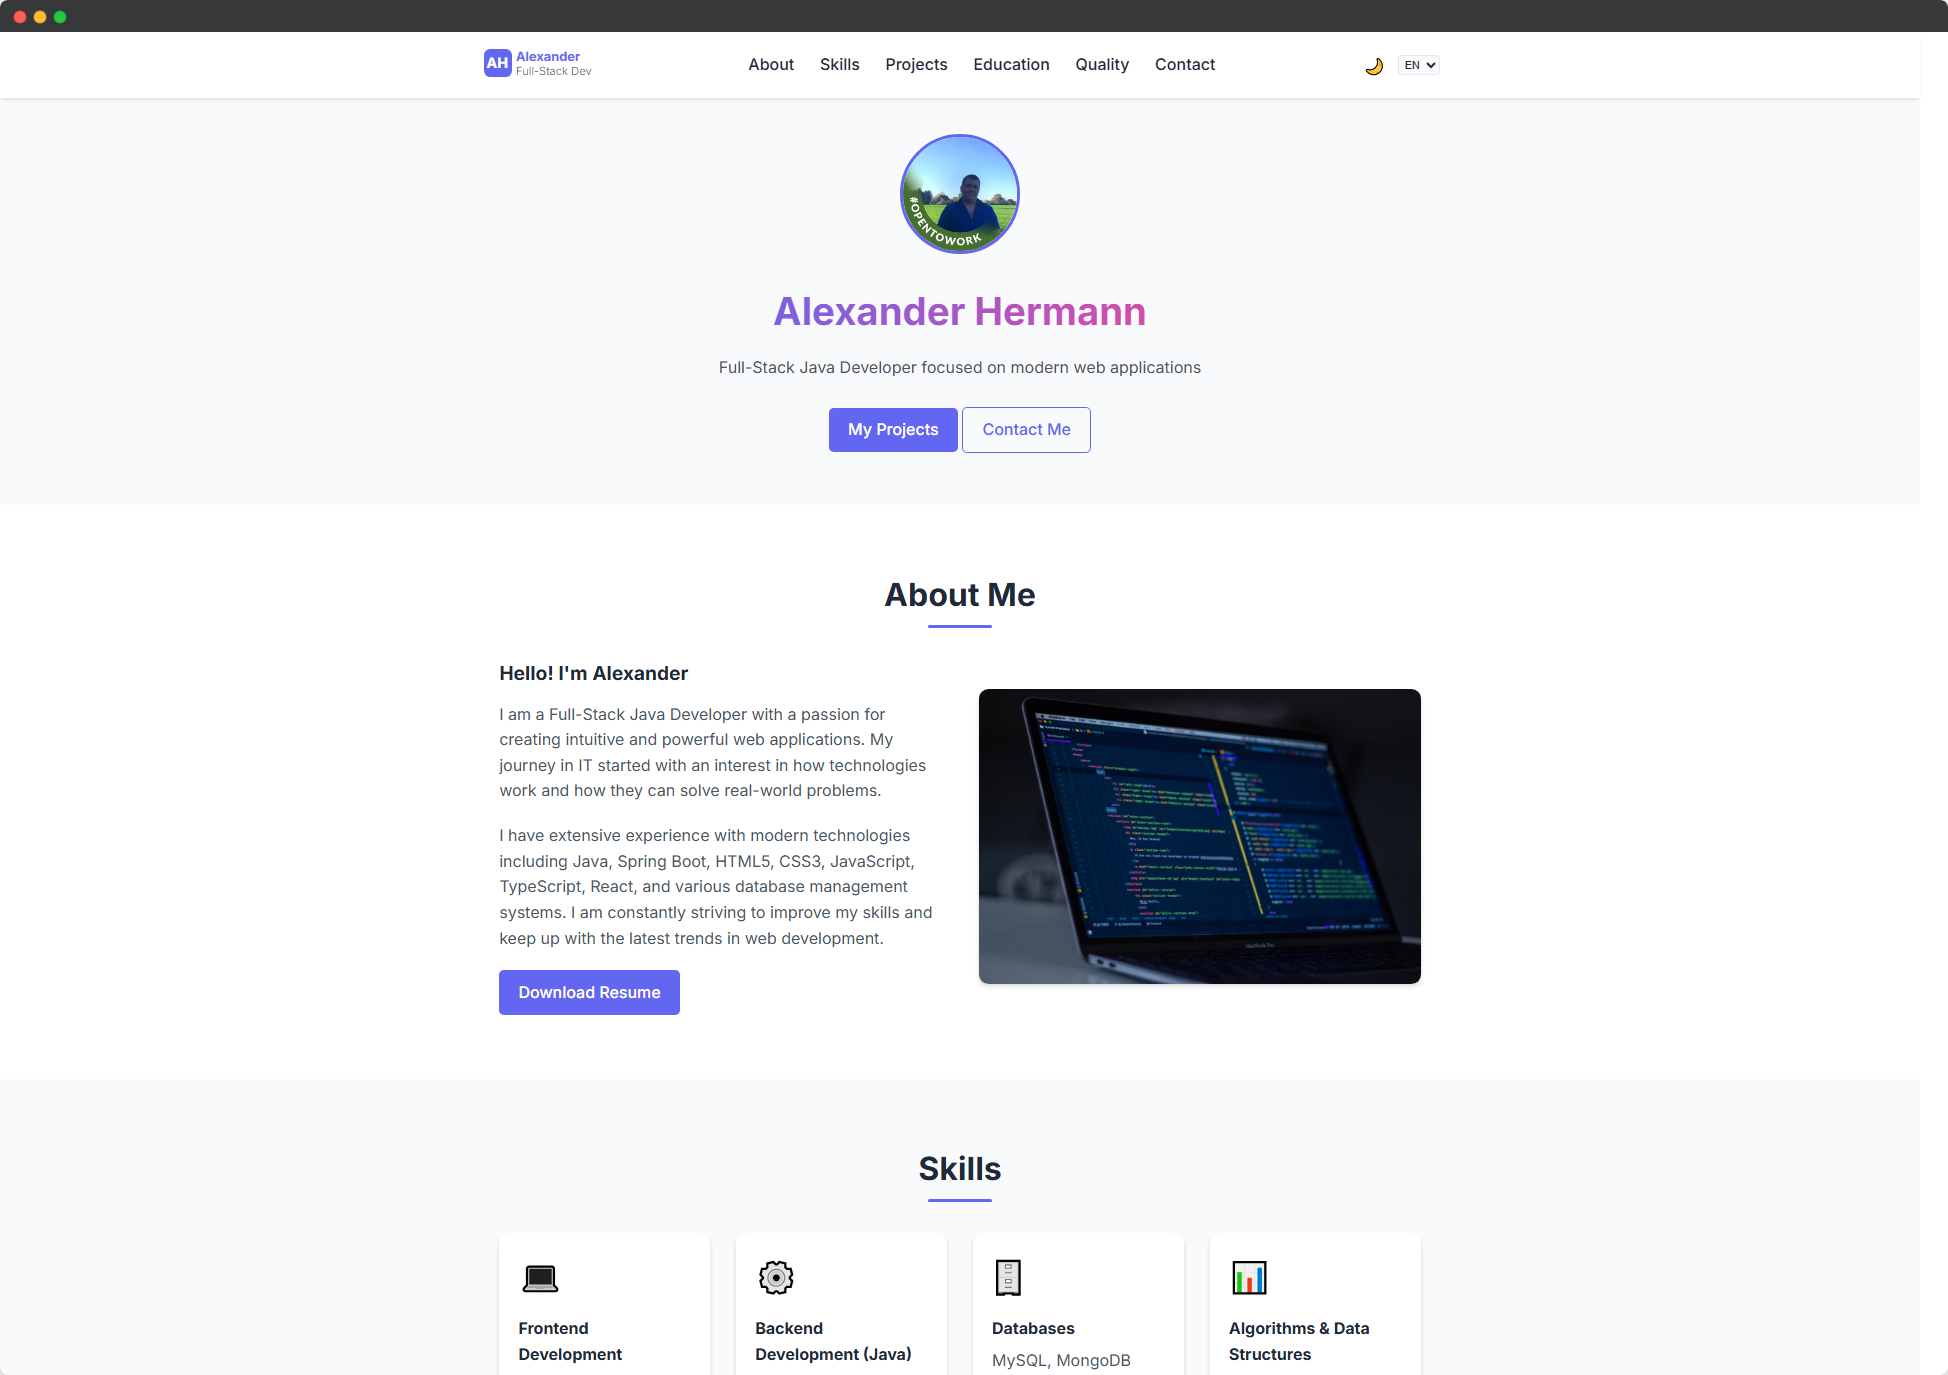 AH Alexander
Full-Stack Dev
About Skills Projects Education Quality Contact
EN
#OPENTOWORK
Alexander Hermann
Full-Stack Java Developer focused on modern web applications
My Projects Contact Me
About Me
Hello! I'm Alexander
I am a Full-Stack Java Developer with a passion for
creating intuitive and powerful web applications. My
journey in IT started with an interest in how technologies
work and how they can solve real-world problems.
I have extensive experience with modern technologies
including Java, Spring Boot, HTML5, CSS3, JavaScript,
TypeScript, React, and various database management
systems. I am constantly striving to improve my skills and
keep up with the latest trends in web development.
Download Resume
Skills
Frontend
Development
Backend
Development (Java)
Databases
MySQL, MongoDB
Algorithms & Data
Structures